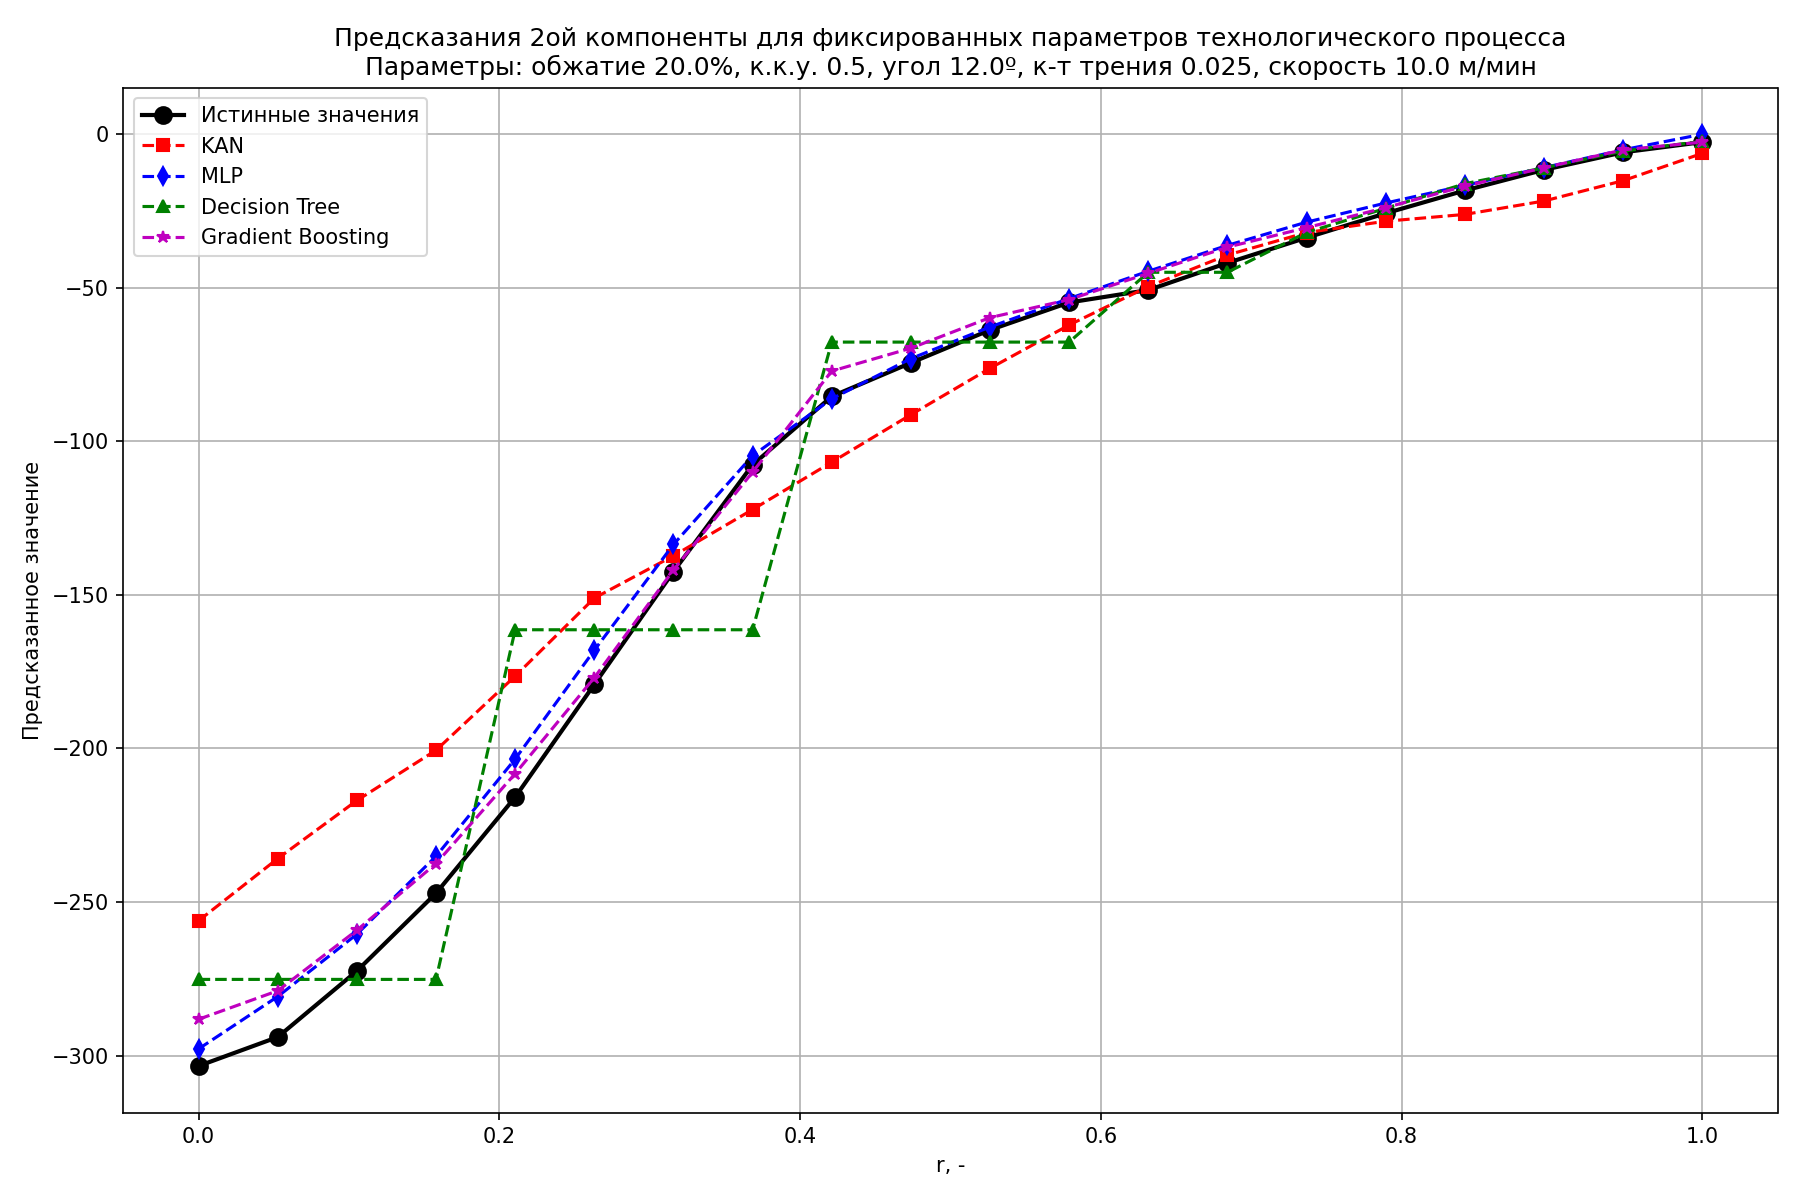 Предсказания 2ой компоненты для фиксированных параметров технологического процесса
Параметры: обжатие 20.0%, к.к.у. 0.5, угол 12.0º, к-т трения 0.025, скорость 10.0 м/мин
Истинные значения
KAN
MLP
Decision Tree
Gradient Boosting
Предсказанное значение
0
−50
−100
−150
−200
−250
−300
0.0 0.2 0.4 0.6 0.8 1.0
r, -